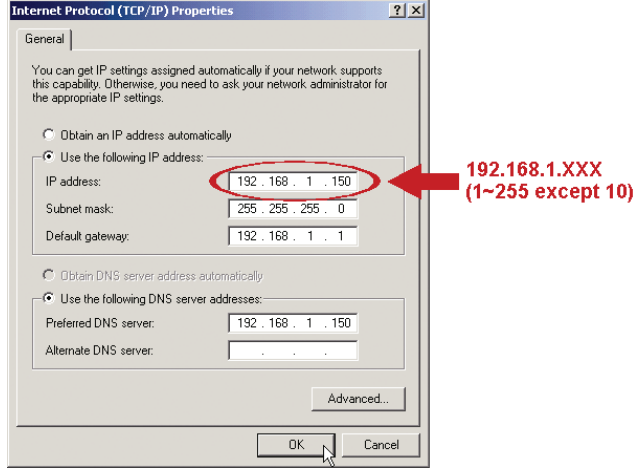 Internet Protocol (TCP/IP) Properties
General
You can get IP settings assigned automatically if your network supports
this capability. Otherwise, you need to ask your network administrator for
the appropriate IP settings.
Obtain an IP address automatically
Use the following IP address:
IP address: 192 . 168 . 1 . 150
192.168.1.XXX
(1~255 except 10)
Subnet mask: 255 . 255 . 255 . 0
Default gateway: 192 . 168 . 1 . 1
Obtain DNS server address automatically
Use the following DNS server addresses:
Preferred DNS server: 192 . 168 . 1 . 150
Alternate DNS server: . . .
Advanced...
OK Cancel